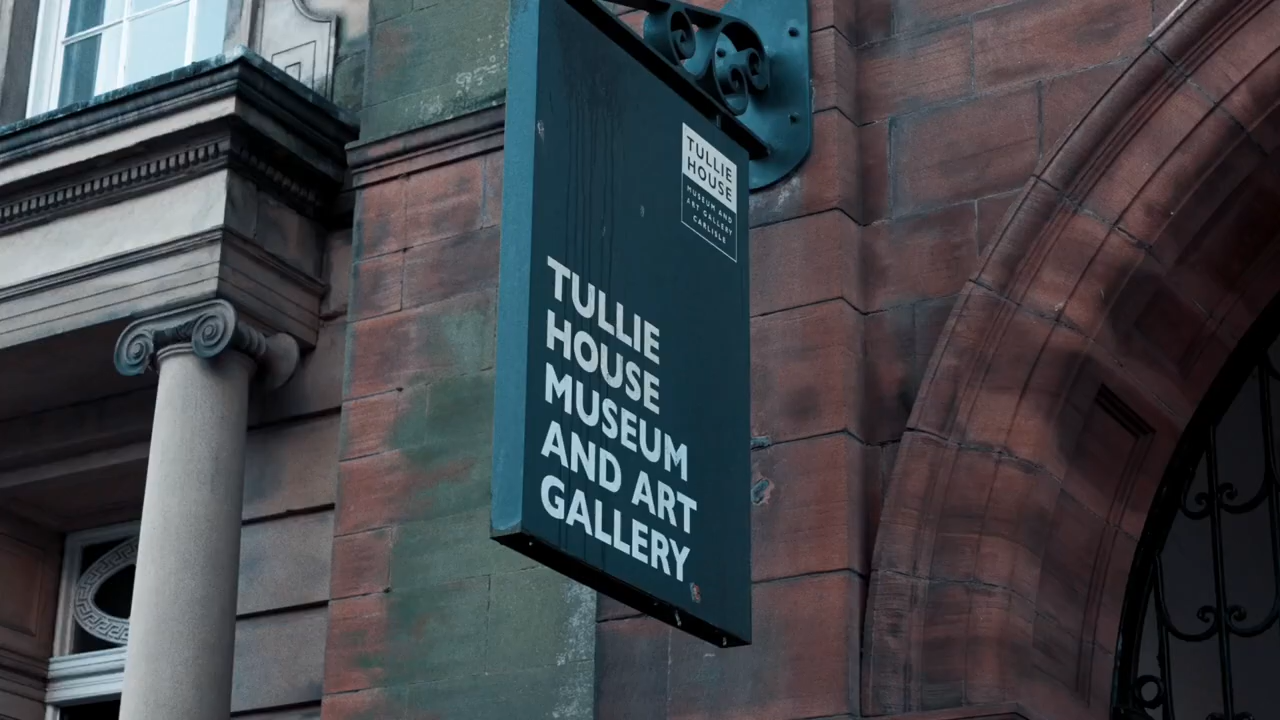 TULLIE
HOUSE
MUSEUM AND
ART GALLERY
CARLISLE
TULLIE
HOUSE
MUSEUM
AND ART
GALLERY